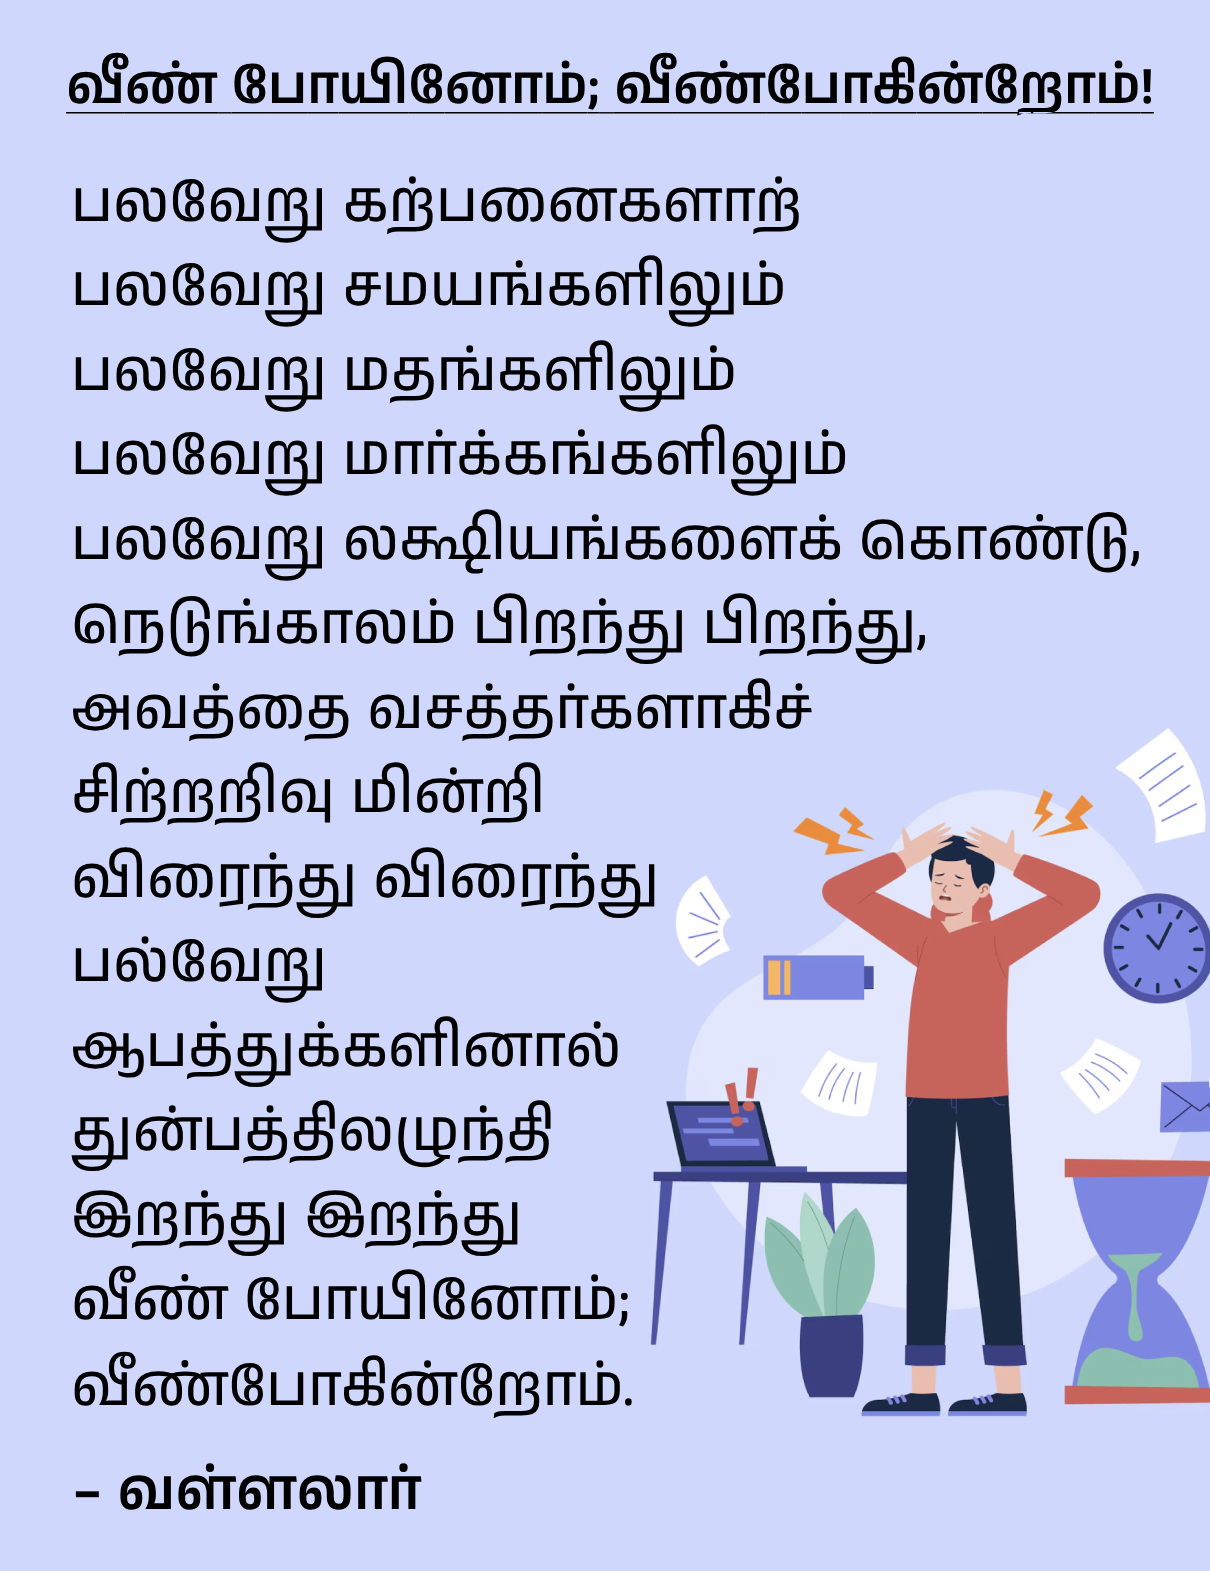 வீண் போயினோம்; வீண்போகின்றோம்!
பலவேறு கற்பனைகளாற்
பலவேறு சமயங்களிலும்
பலவேறு மதங்களிலும்
பலவேறு மார்க்கங்களிலும்
பலவேறு லக்ஷியங்களைக் கொண்டு,
நெடுங்காலம் பிறந்து பிறந்து,
அவத்தை வசத்தர்களாகிச்
சிற்றறிவு மின்றி
விரைந்து விரைந்து
பல்வேறு
ஆபத்துக்களினால்
துன்பத்திலழுந்தி
இறந்து இறந்து
வீண் போயினோம்;
வீண்போகின்றோம்.
– வள்ளலார்